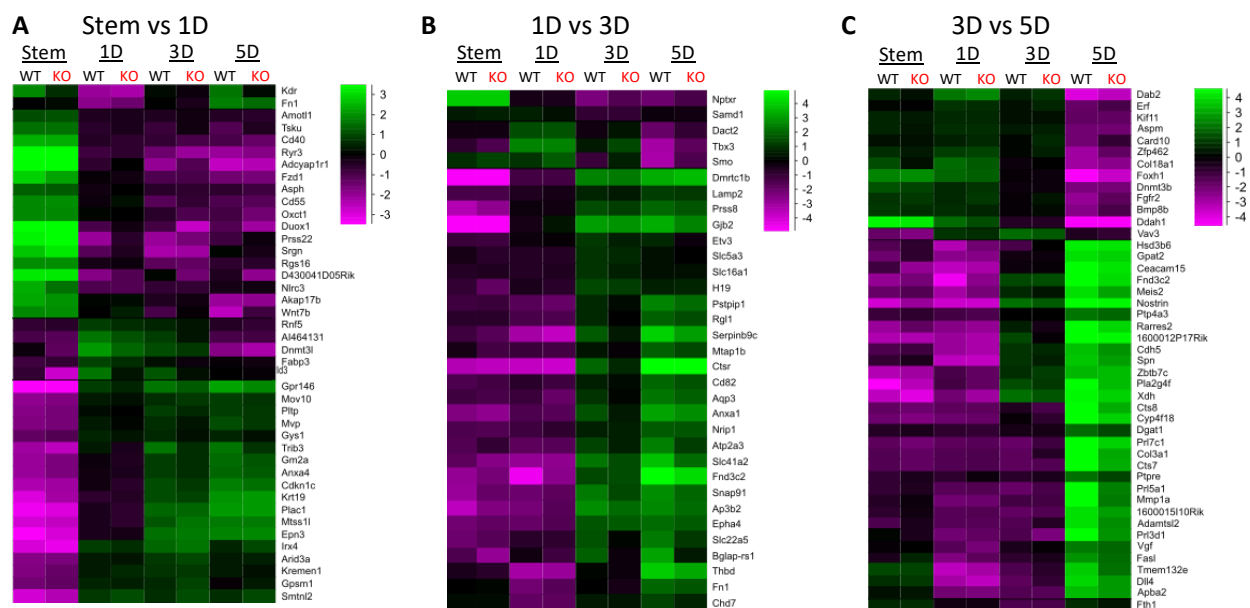 A
Stem vs 1D
Stem 1D 3D 5D
WT KO WT KO WT KO WT KO
Kdr
Fn1
Amotl1
Tsku
Cd40
Ryr3
Adcyap1r1
Fzd1
Asph
Cd55
Oxct1
Duox1
Prss22
Srgn
Rgs16
D430041D05Rik
Nlrc3
Akap17b
Wnt7b
Rnf5
AI464131
Dnmt3l
Fabp3
Id3
Gpr146
Mov10
Pltp
Mvp
Gys1
Trib3
Gm2a
Anxa4
Cdkn1c
Krt19
Plac1
Mtss1l
Epn3
Irx4
Arid3a
Kremen1
Gpsm1
Smtnl2
3
2
1
0
-1
-2
-3
B
1D vs 3D
Stem 1D 3D 5D
WT KO WT KO WT KO WT KO
Nptxr
Samd1
Dact2
Tbx3
Smo
Dmrtc1b
Lamp2
Prss8
Gjb2
Etv3
Slc5a3
Slc16a1
H19
Pstpip1
Rgl1
Serpinb9c
Mtap1b
Ctsr
Cd82
Aqp3
Anxa1
Nrip1
Atp2a3
Slc41a2
Fnd3c2
Snap91
Ap3b2
Epha4
Slc22a5
Bglap-rs1
Thbd
Fn1
Chd7
4
2
0
-2
-4
C
3D vs 5D
Stem 1D 3D 5D
WT KO WT KO WT KO WT KO
Dab2
Erf
Kif11
Aspm
Card10
Zfp462
Col18a1
Foxh1
Dnmt3b
Fgfr2
Bmp8b
Ddah1
Vav3
Hsd3b6
Gpat2
Ceacam15
Fnd3c2
Meis2
Nostrin
Ptp4a3
Rarres2
1600012P17Rik
Cdh5
Spn
Zbtb7c
Pla2g4f
Xdh
Cts8
Cyp4f18
Dgat1
Prl7c1
Col3a1
Cts7
Ptpre
Prl5a1
Mmp1a
1600015I10Rik
Adamtsl2
Prl3d1
Vgf
Fasl
Tmem132e
Dll4
Apba2
Fth1
4
3
2
1
0
-1
-2
-3
-4